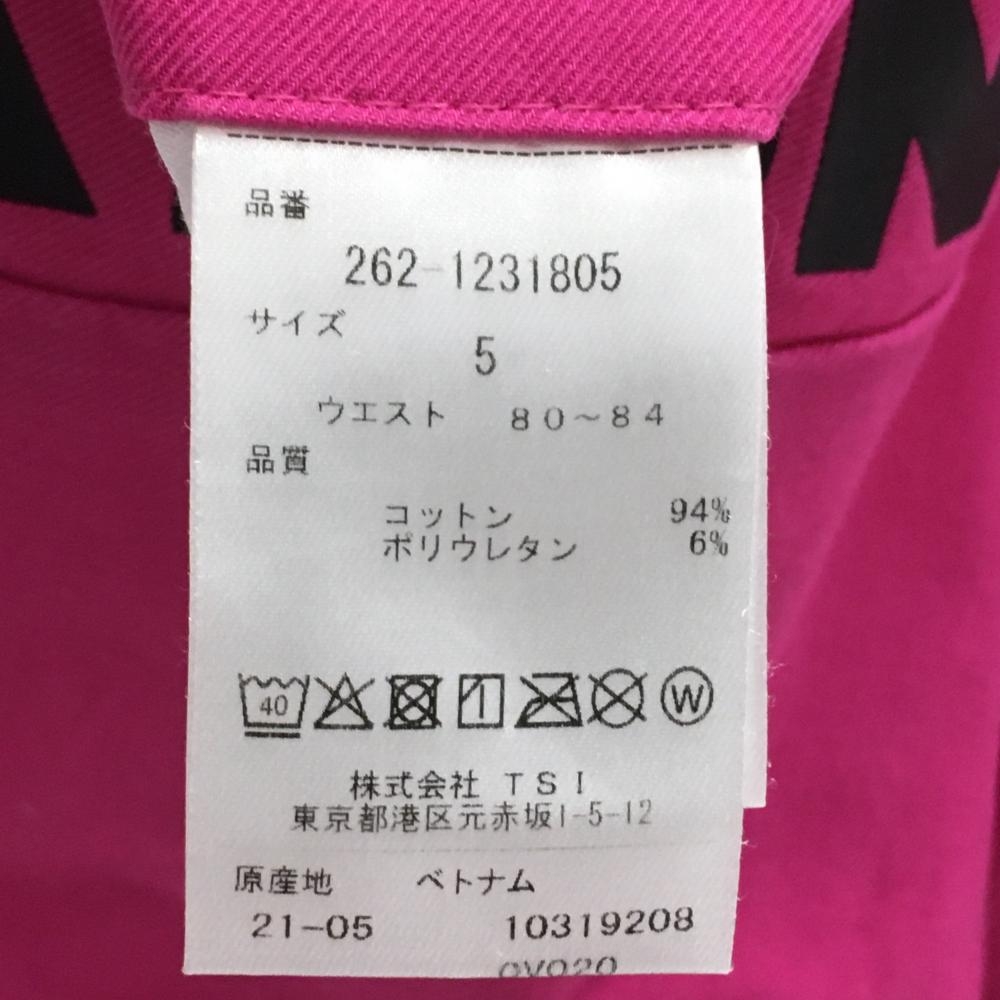 品番
262-1231805
サイズ
5
ウエスト 80~84
品質
コットン 94%
ポリウレタン 6%
40 W
株式会社 TSI
東京都港区元赤坂1-5-12
原産地 ベトナム
21-05 10319208